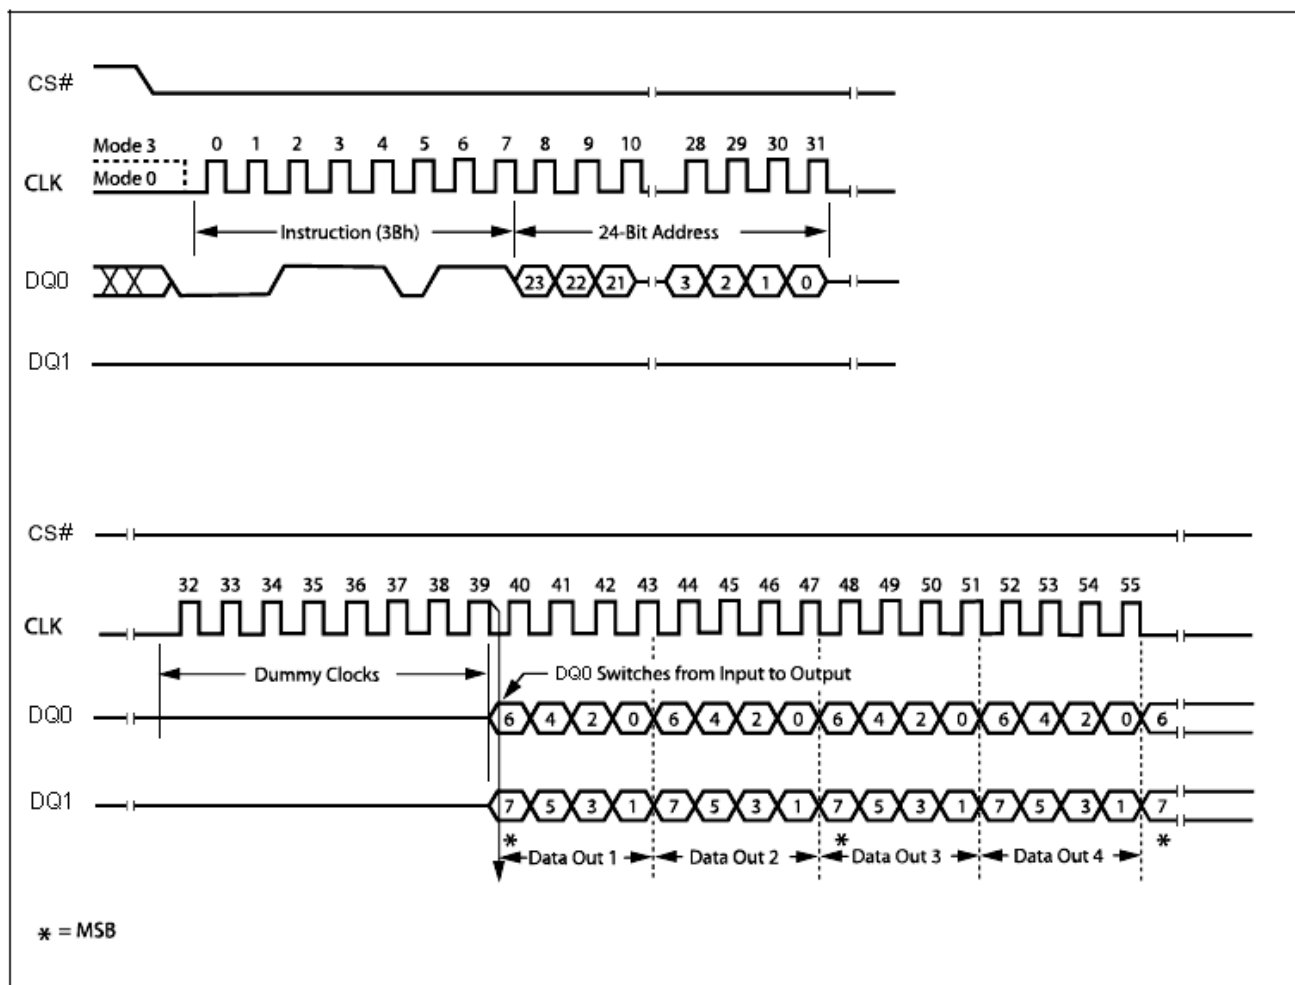 CS#
Mode 3
0 1 2 3 4 5 6 7 8 9 10 28 29 30 31
CLK
Mode 0
Instruction (3Bh) 24-Bit Address
DQ0 23 22 21 3 2 1 0
DQ1
CS#
32 33 34 35 36 37 38 39 40 41 42 43 44 45 46 47 48 49 50 51 52 53 54 55
CLK
Dummy Clocks DQ0 Switches from Input to Output
DQ0 6 4 2 0 6 4 2 0 6 4 2 0 6 4 2 0 6
DQ1 7 5 3 1 7 5 3 1 7 5 3 1 7 5 3 1 7
* * *
Data Out 1 Data Out 2 Data Out 3 Data Out 4
* = MSB